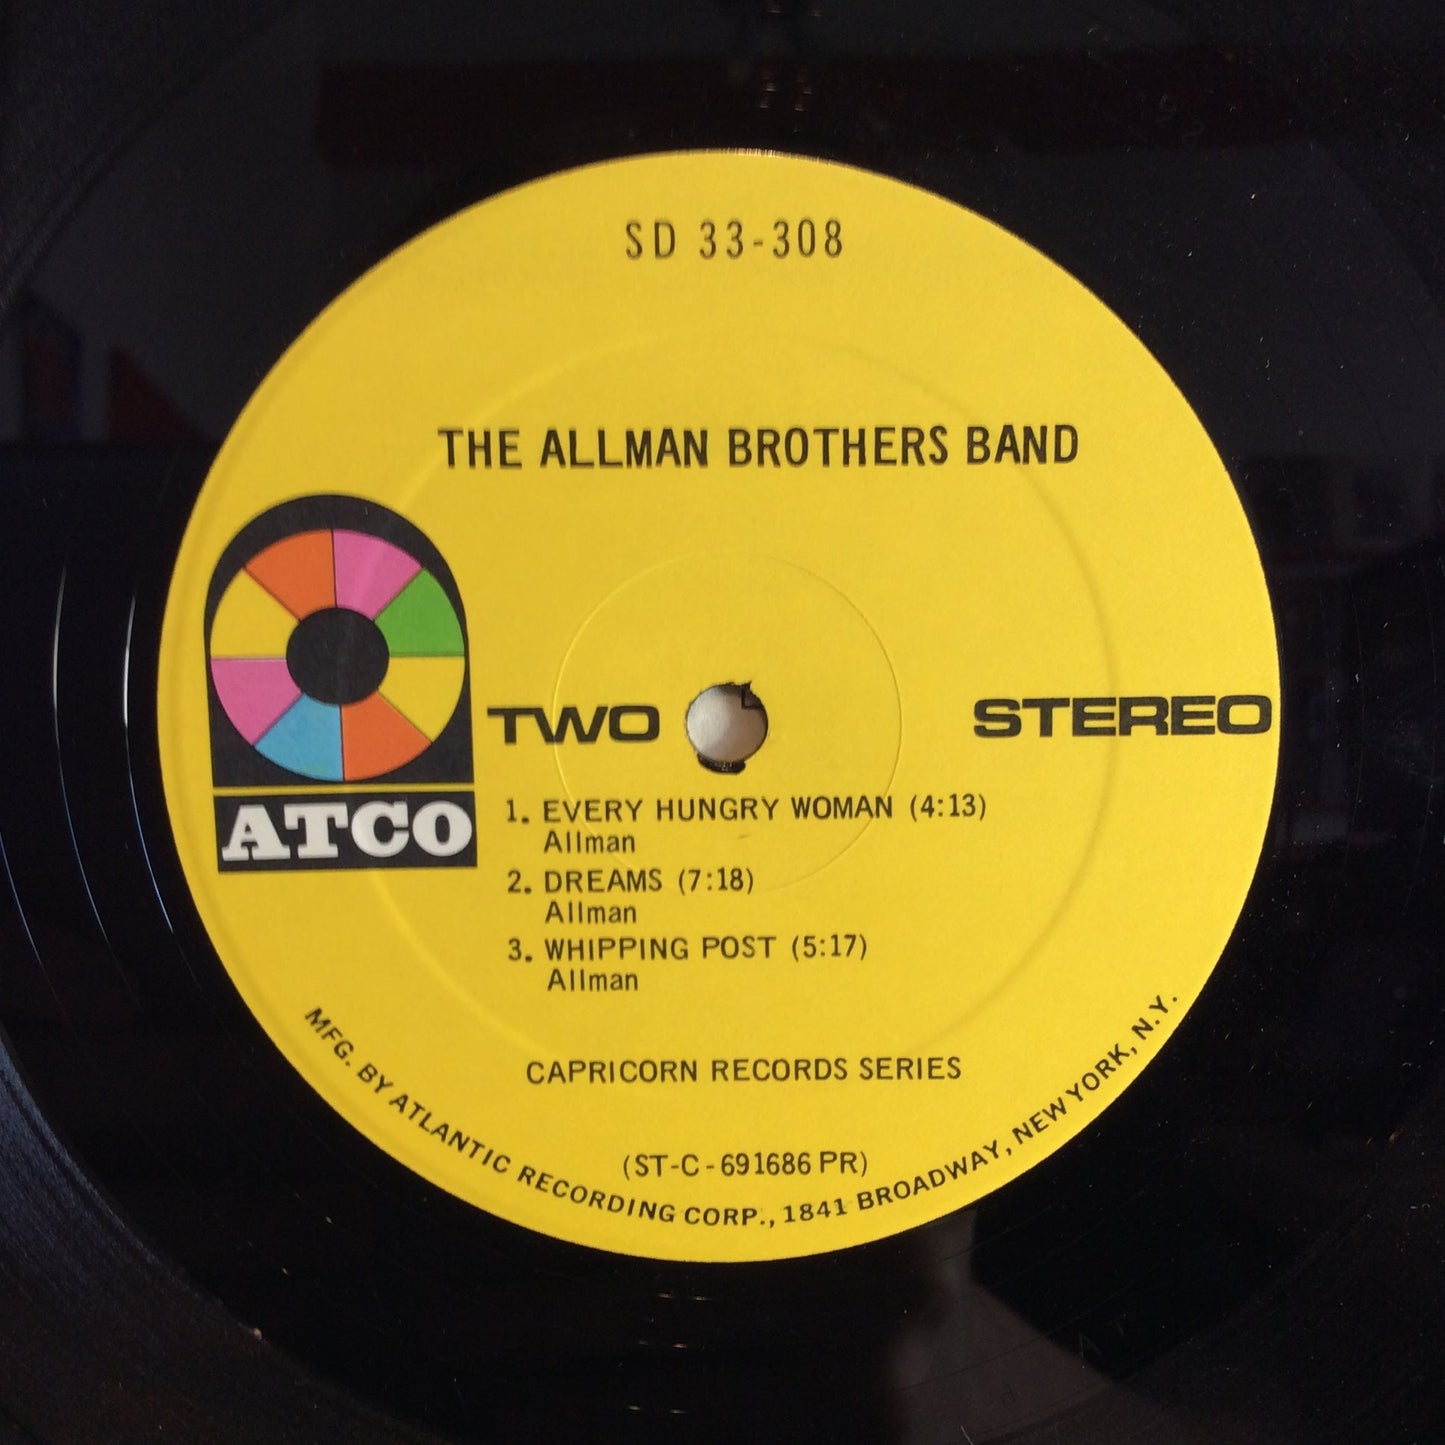 SD 33-308
THE ALLMAN BROTHERS BAND
ATCO
TWO
STEREO
1. EVERY HUNGRY WOMAN (4:13)
Allman
2. DREAMS (7:18)
Allman
3. WHIPPING POST (5:17)
Allman
CAPRICORN RECORDS SERIES
(ST-C-691686 PR)
MFG. BY ATLANTIC RECORDING CORP., 1841 BROADWAY, NEW YORK, N.Y.